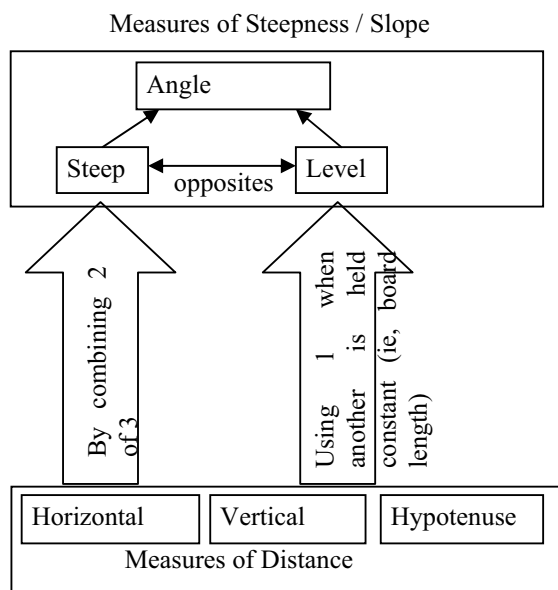 Measures of Steepness / Slope
Angle
Steep
opposites
Level
By combining 2
of 3
Using 1 when
another is held
constant (ie, board
length)
Horizontal
Vertical
Hypotenuse
Measures of Distance